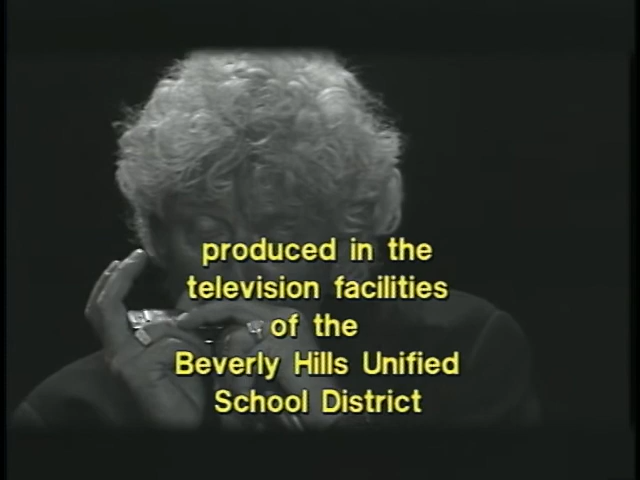 produced in the
television facilities
of the
Beverly Hills Unified
School District